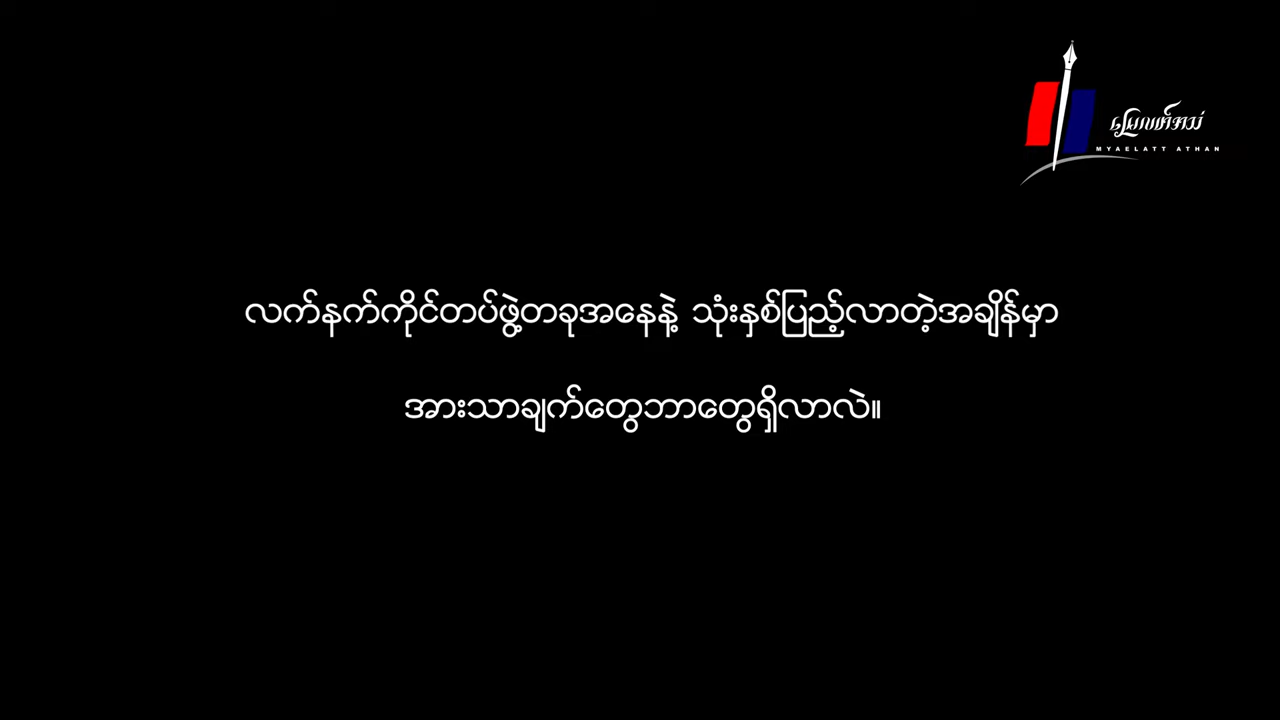 မြေလတ်အသံ
MYAELATT ATHAN
လက်နက်ကိုင်တပ်ဖွဲ့တခုအနေနဲ့ သုံးနှစ်ပြည့်လာတဲ့အချိန်မှာ
အားသာချက်တွေဘာတွေရှိလာလဲ။